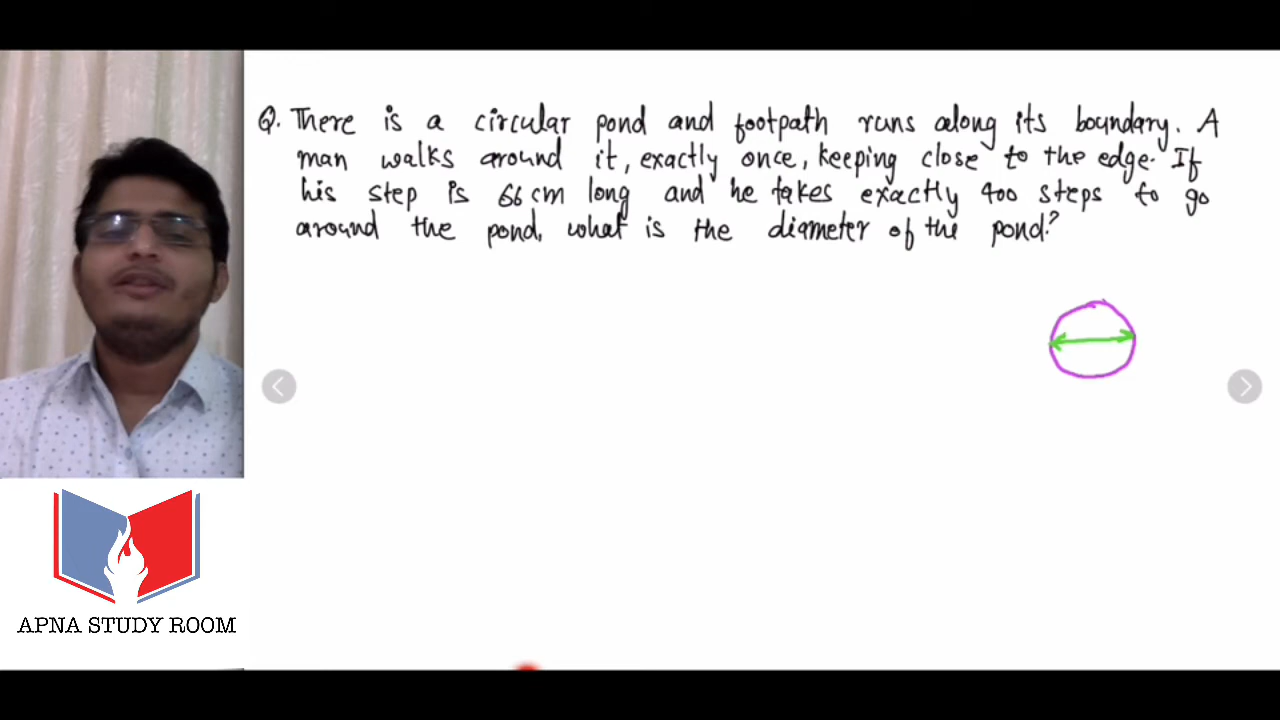 Q. There is a circular pond and footpath runs along its boundary. A
man walks around it, exactly once, keeping close to the edge. If
his step is 66 cm long and he takes exactly 400 steps to go
around the pond, what is the diameter of the pond?
APNA STUDY ROOM